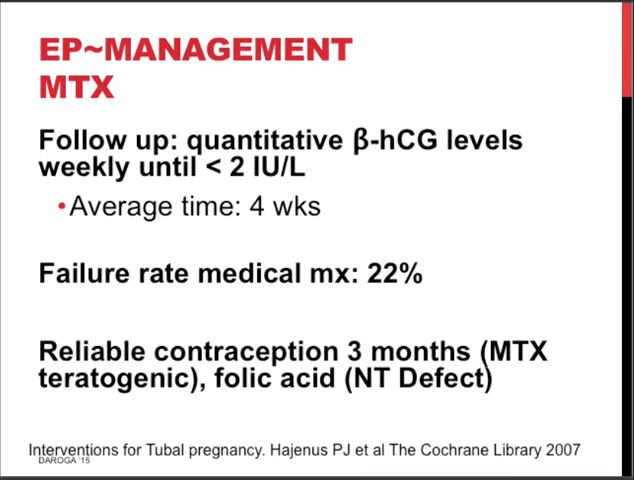 EP~MANAGEMENT
MTX
Follow up: quantitative β-hCG levels
weekly until < 2 IU/L
•Average time: 4 wks
Failure rate medical mx: 22%
Reliable contraception 3 months (MTX
teratogenic), folic acid (NT Defect)
Interventions for Tubal pregnancy. Hajenus PJ et al The Cochrane Library 2007
DAROGA '15